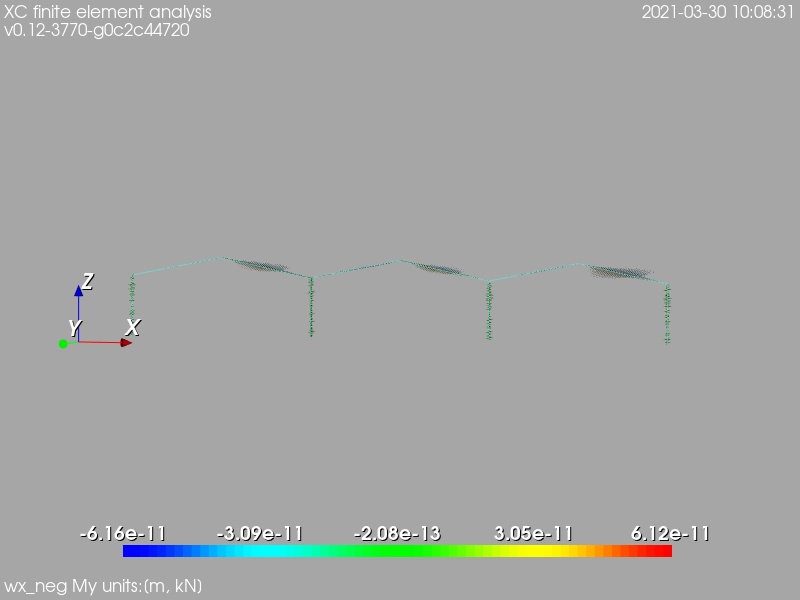 XC finite element analysis
2021-03-30 10:08:31
v0.12-3770-g0c2c44720
Z
Y
X
-6.16e-11
-3.09e-11
-2.08e-13
3.05e-11
6.12e-11
wx_neg My units:[m, kN]